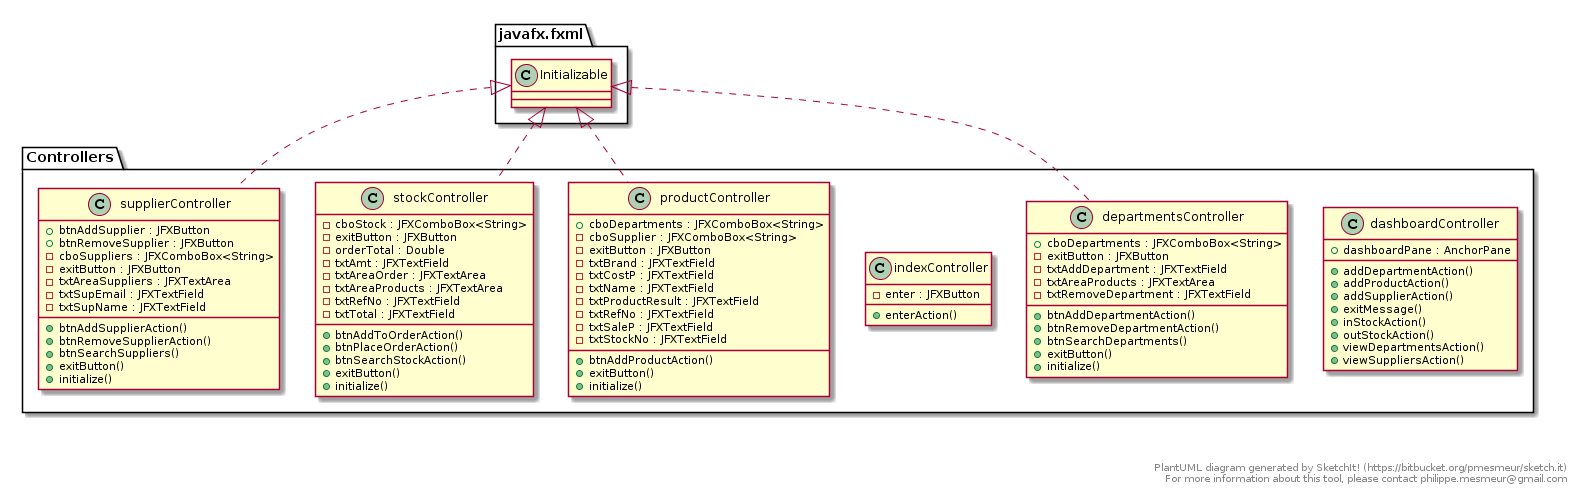 javafx.fxml
C Initializable
Controllers
C supplierController
btnAddSupplier : JFXButton
btnRemoveSupplier : JFXButton
cboSuppliers : JFXComboBox<String>
exitButton : JFXButton
txtAreaSuppliers : JFXTextArea
txtSupEmail : JFXTextField
txtSupName : JFXTextField
btnAddSupplierAction()
btnRemoveSupplierAction()
btnSearchSuppliers()
exitButton()
initialize()
C stockController
cboStock : JFXComboBox<String>
exitButton : JFXButton
orderTotal : Double
txtAmt : JFXTextField
txtAreaOrder : JFXTextArea
txtAreaProducts : JFXTextArea
txtRefNo : JFXTextField
txtTotal : JFXTextField
btnAddToOrderAction()
btnPlaceOrderAction()
btnSearchStockAction()
exitButton()
initialize()
C productController
cboDepartments : JFXComboBox<String>
cboSupplier : JFXComboBox<String>
exitButton : JFXButton
txtBrand : JFXTextField
txtCostP : JFXTextField
txtName : JFXTextField
txtProductResult : JFXTextField
txtRefNo : JFXTextField
txtSaleP : JFXTextField
txtStockNo : JFXTextField
btnAddProductAction()
exitButton()
initialize()
C indexController
enter : JFXButton
enterAction()
C departmentsController
cboDepartments : JFXComboBox<String>
exitButton : JFXButton
txtAddDepartment : JFXTextField
txtAreaProducts : JFXTextArea
txtRemoveDepartment : JFXTextField
btnAddDepartmentAction()
btnRemoveDepartmentAction()
btnSearchDepartments()
exitButton()
initialize()
C dashboardController
dashboardPane : AnchorPane
addDepartmentAction()
addProductAction()
addSupplierAction()
exitMessage()
inStockAction()
outStockAction()
viewDepartmentsAction()
viewSuppliersAction()
PlantUML diagram generated by SketchIt! (https://bitbucket.org/pmesmeur/sketch.it)
For more information about this tool, please contact philippe.mesmeur@gmail.com